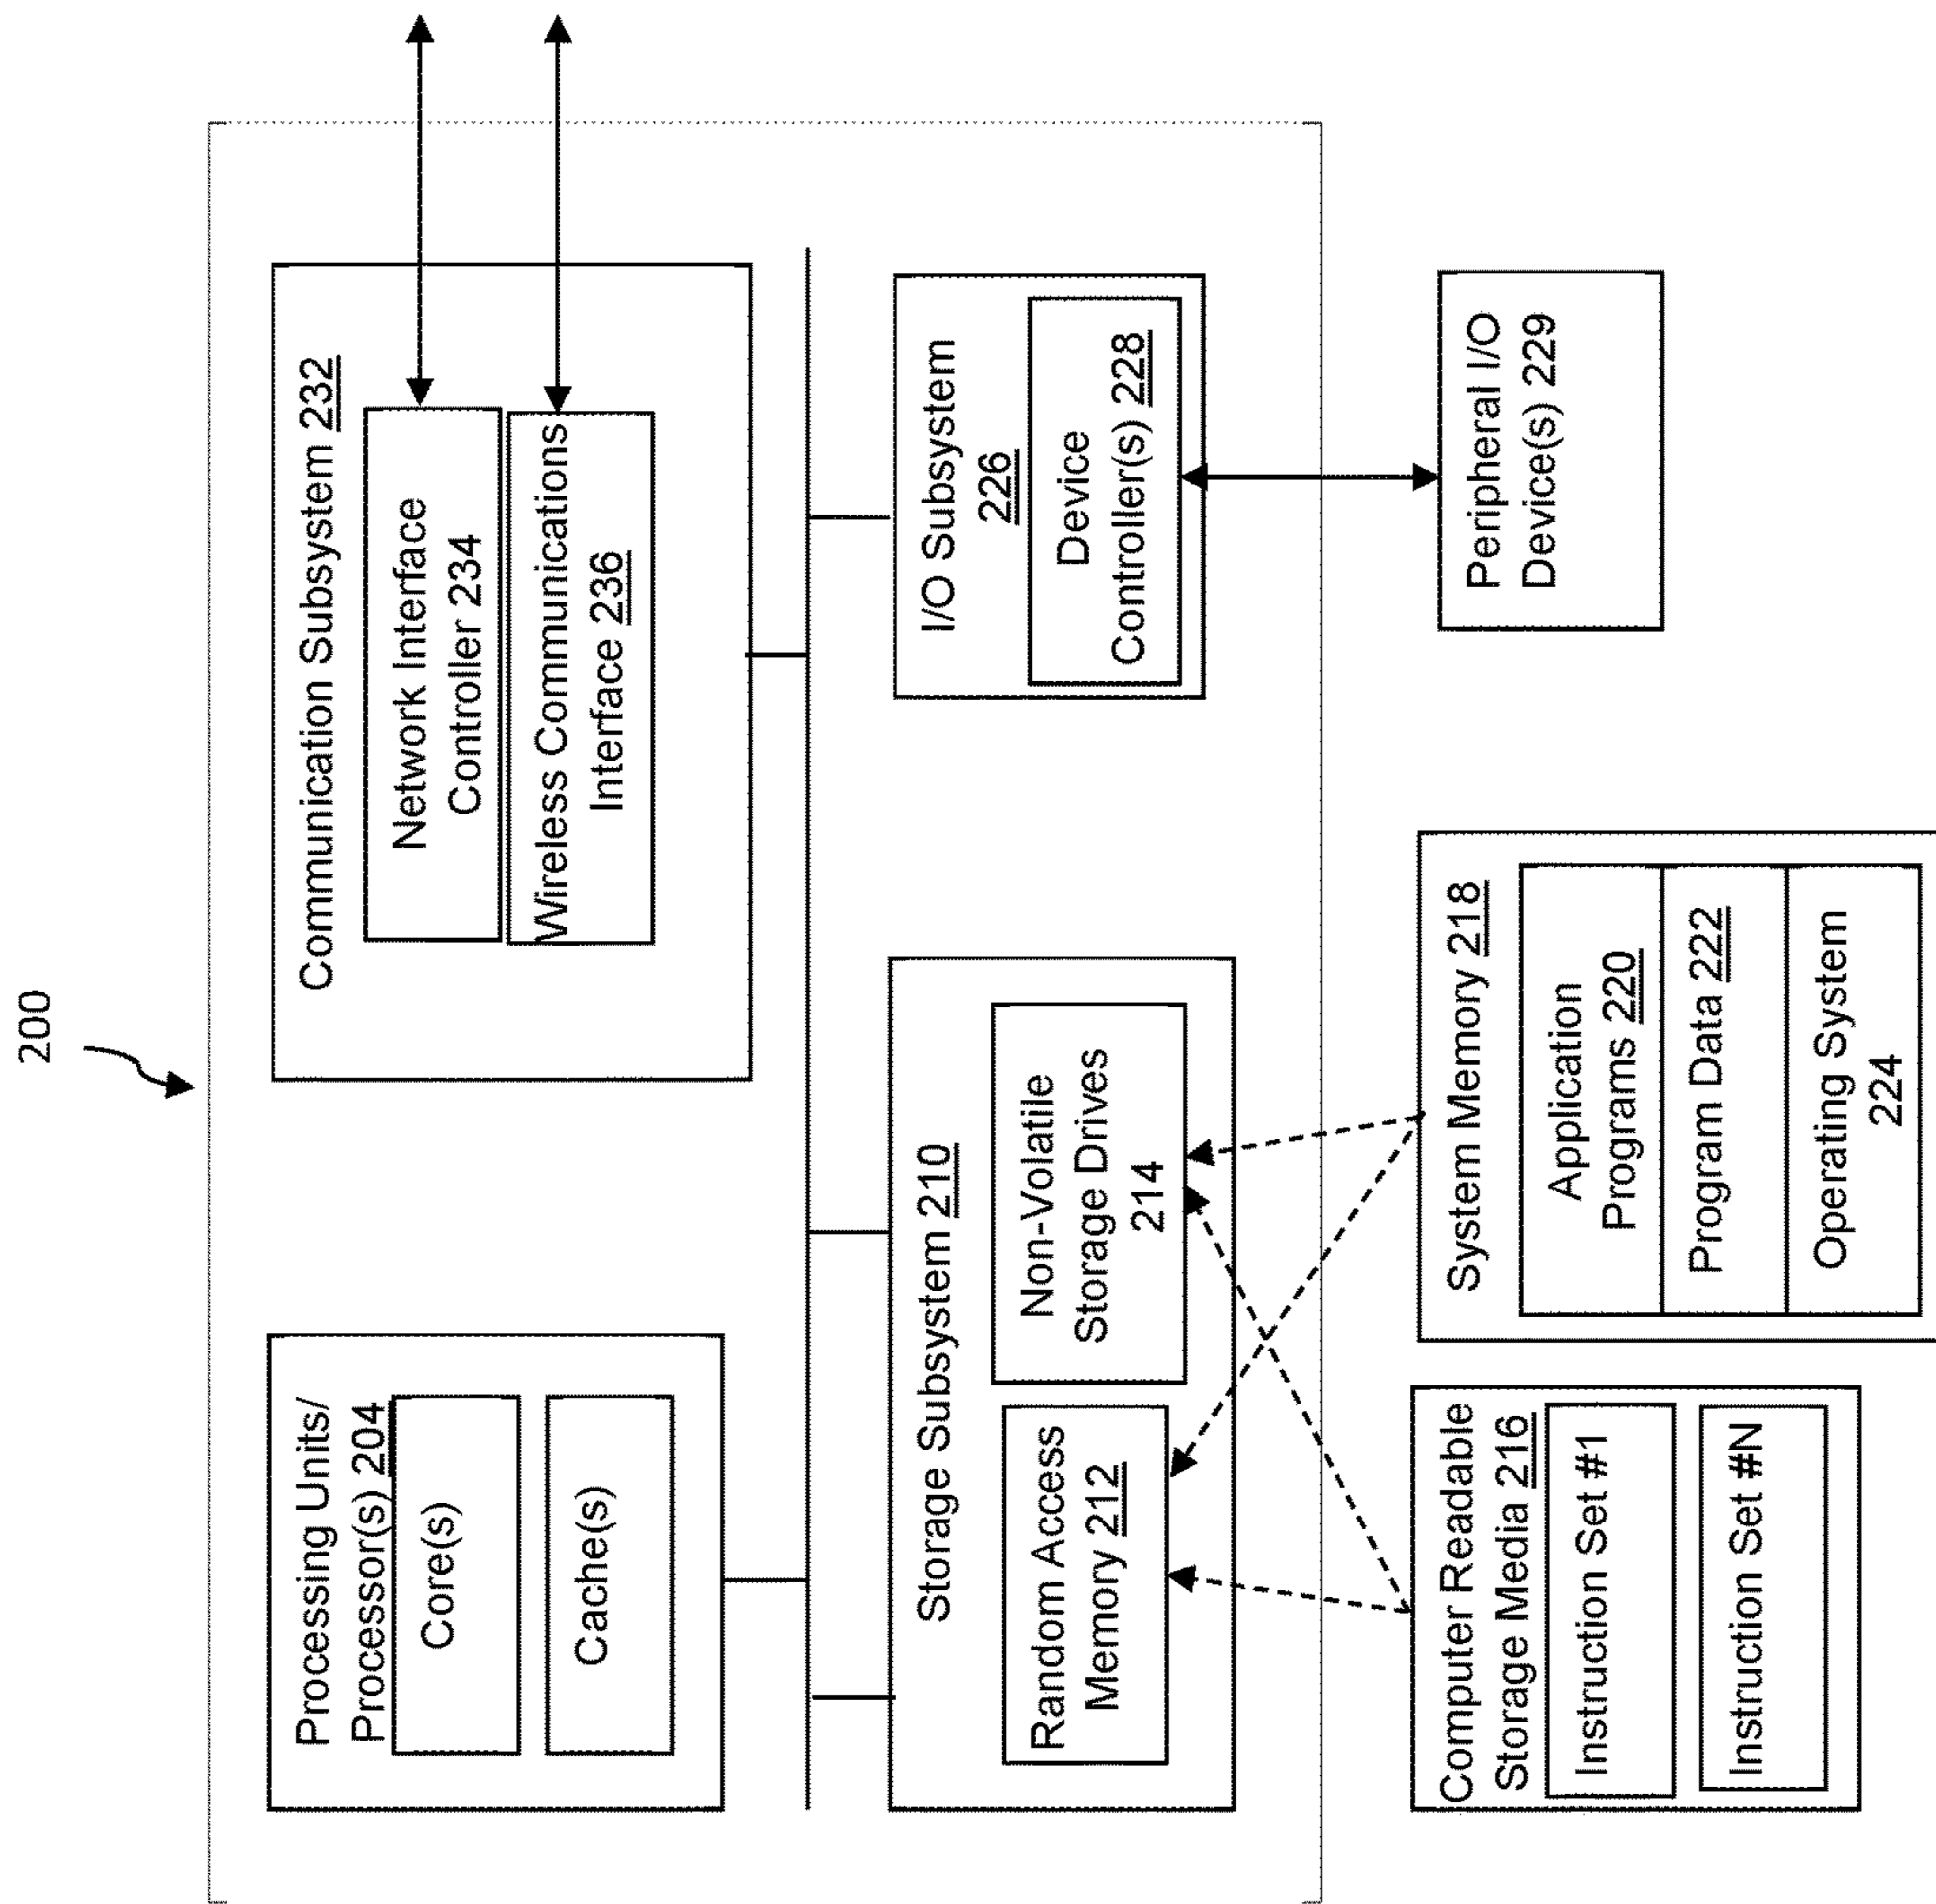 200
Processing Units/
Processor(s) 204
Core(s)
Cache(s)
Communication Subsystem 232
Network Interface
Controller 234
Wireless Communications
Interface 236
Storage Subsystem 210
Random Access
Memory 212
Non-Volatile
Storage Drives
214
I/O Subsystem
226
Device
Controller(s) 228
Computer Readable
Storage Media 216
Instruction Set #1
Instruction Set #N
System Memory 218
Application
Programs 220
Program Data 222
Operating System
224
Peripheral I/O
Device(s) 229